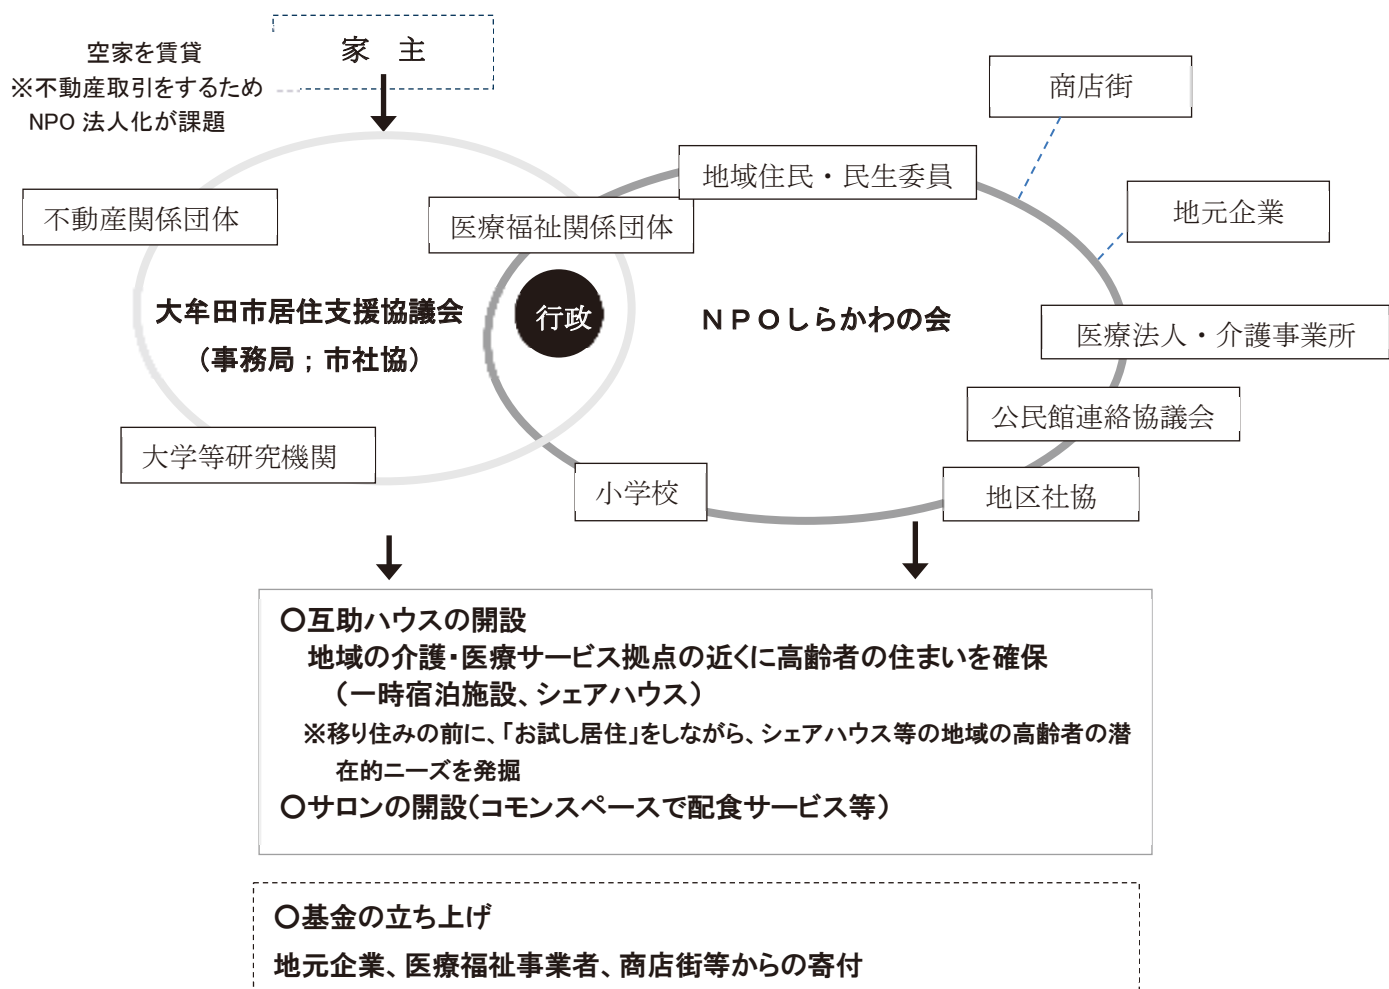 空家を賃貸
※不動産取引をするため
NPO 法人化が課題
家 主
商店街
地域住民・民生委員
地元企業
不動産関係団体
医療福祉関係団体
大牟田市居住支援協議会
（事務局；市社協）
行政
ＮＰＯしらかわの会
医療法人・介護事業所
公民館連絡協議会
大学等研究機関
小学校
地区社協
〇互助ハウスの開設
地域の介護・医療サービス拠点の近くに高齢者の住まいを確保
（一時宿泊施設、シェアハウス）
※移り住みの前に、「お試し居住」をしながら、シェアハウス等の地域の高齢者の潜
在的ニーズを発掘
〇サロンの開設（コモンスペースで配食サービス等）
〇基金の立ち上げ
地元企業、医療福祉事業者、商店街等からの寄付